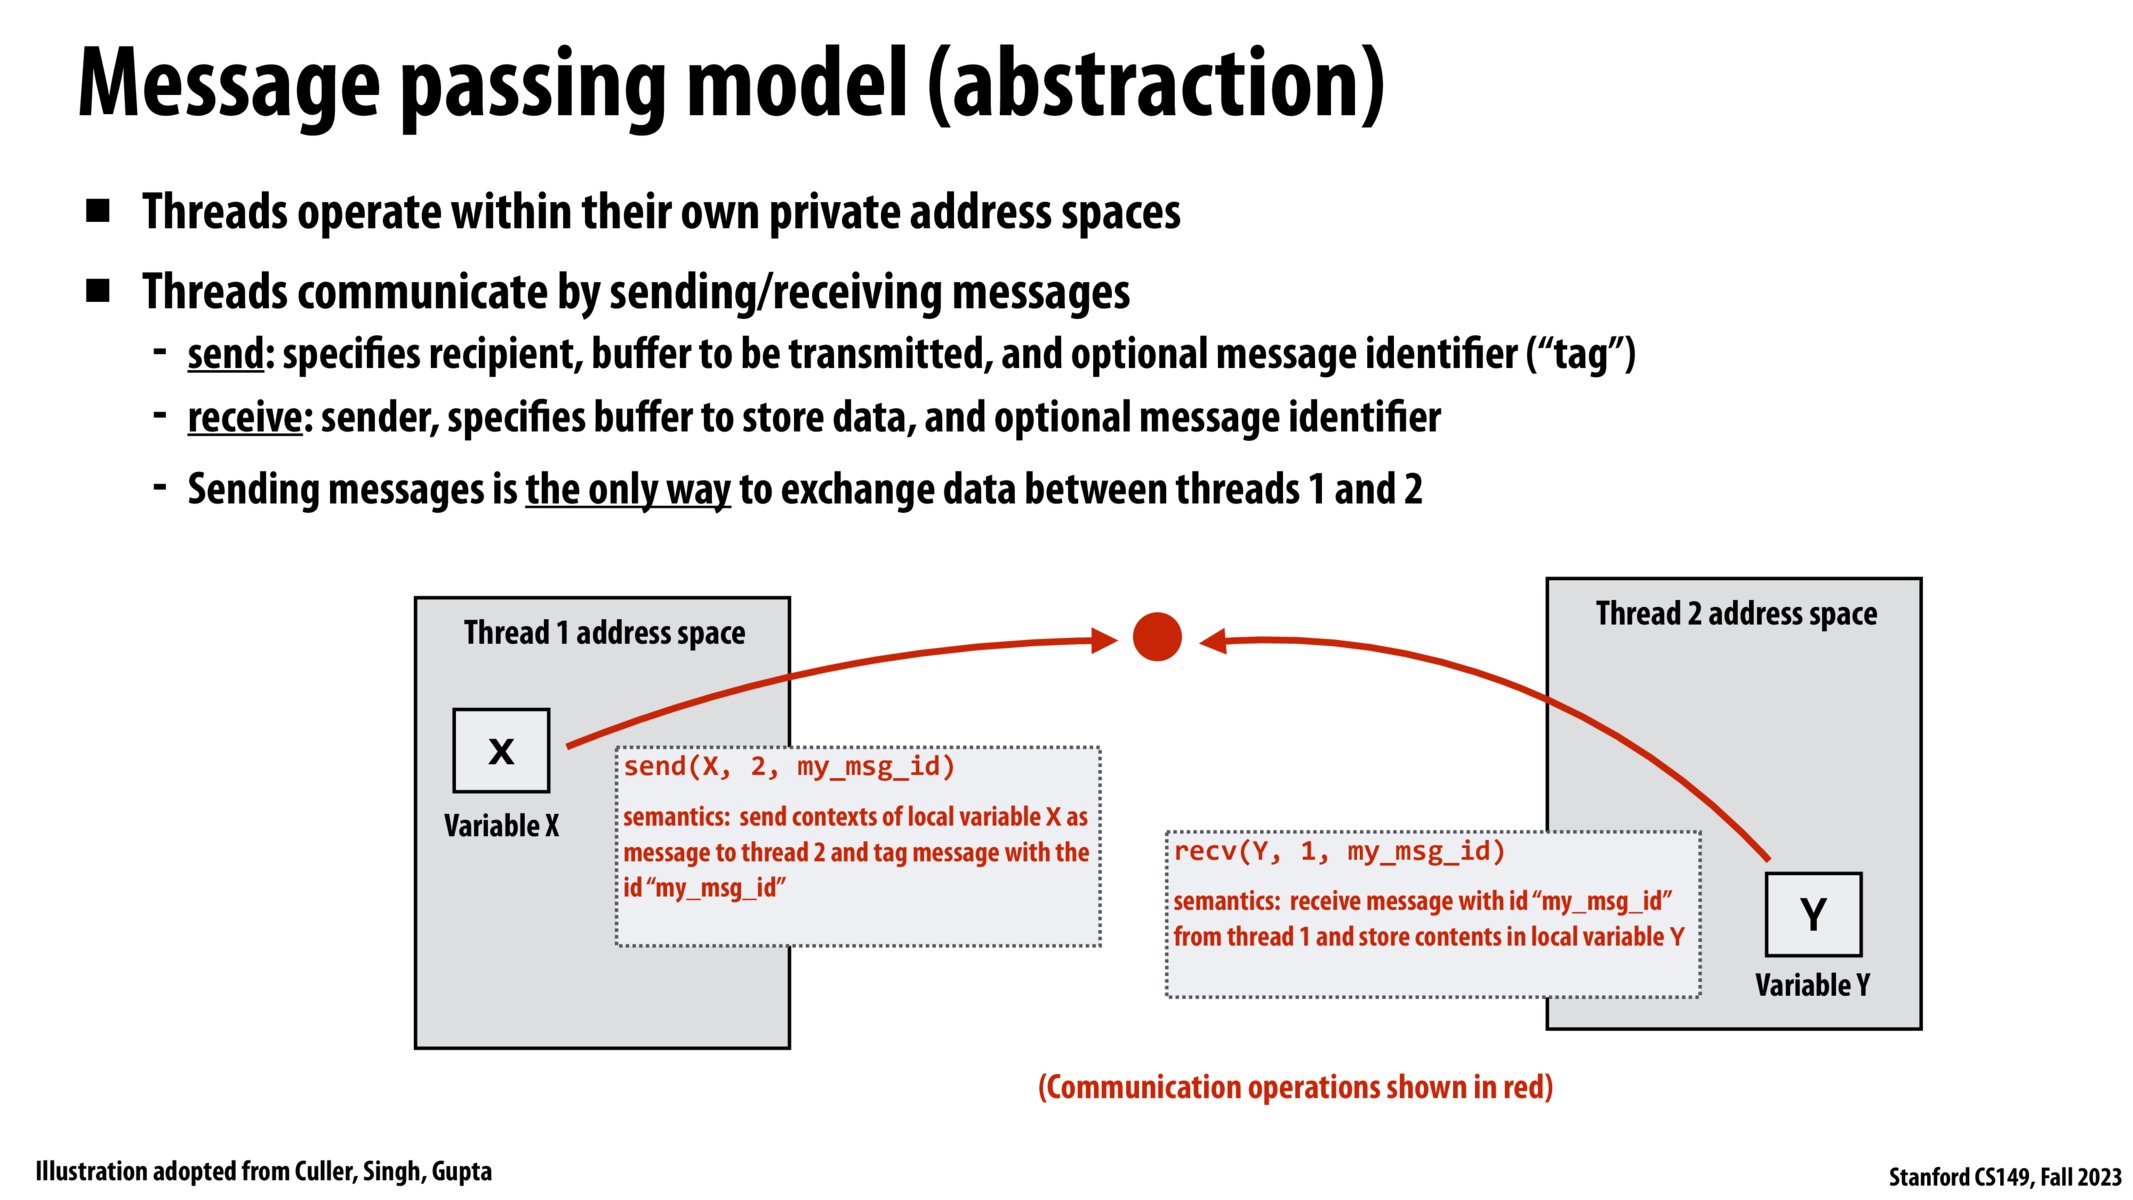 Message passing model (abstraction)
■ Threads operate within their own private address spaces
■ Threads communicate by sending/receiving messages
- send: specifies recipient, buffer to be transmitted, and optional message identifier (“tag”)
- receive: sender, specifies buffer to store data, and optional message identifier
- Sending messages is the only way to exchange data between threads 1 and 2
Thread 1 address space
x
Variable X
send(X, 2, my_msg_id)
semantics: send contexts of local variable X as
message to thread 2 and tag message with the
id “my_msg_id”
Thread 2 address space
recv(Y, 1, my_msg_id)
semantics: receive message with id “my_msg_id”
from thread 1 and store contents in local variable Y
Y
Variable Y
(Communication operations shown in red)
Illustration adopted from Culler, Singh, Gupta
Stanford CS149, Fall 2023